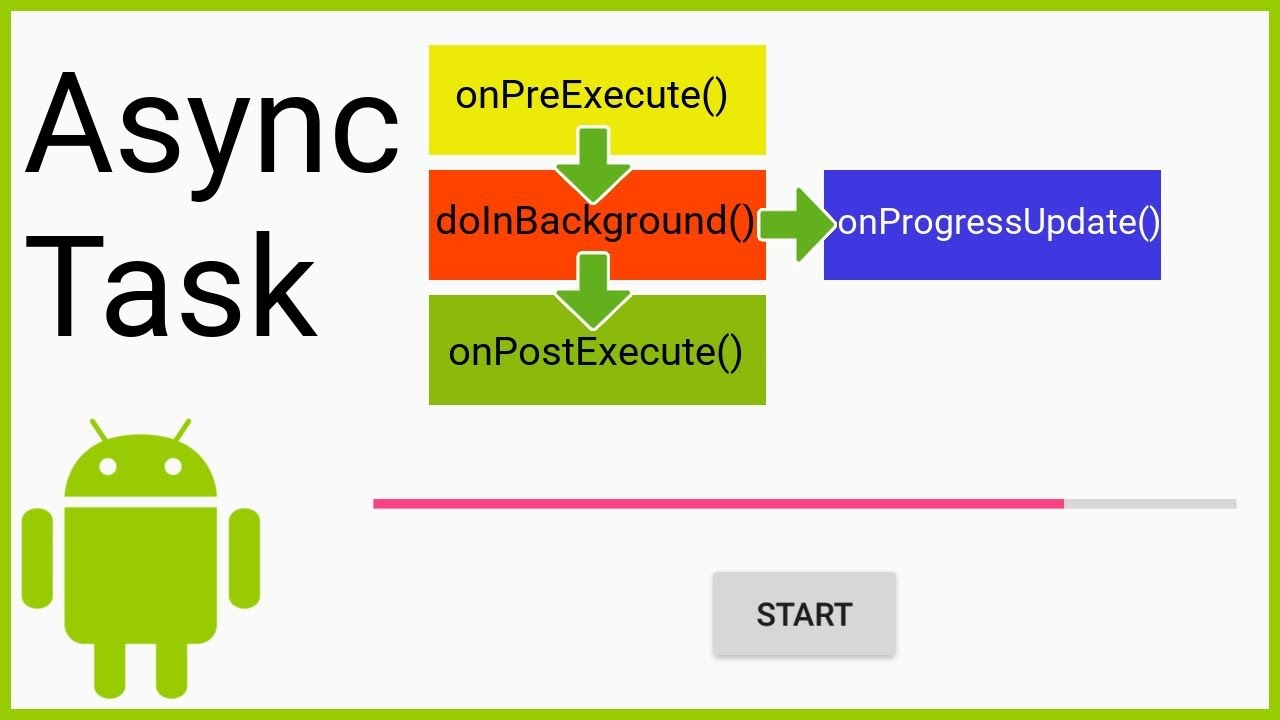 Async
Task
onPreExecute()
doInBackground()
onProgressUpdate()
onPostExecute()
START